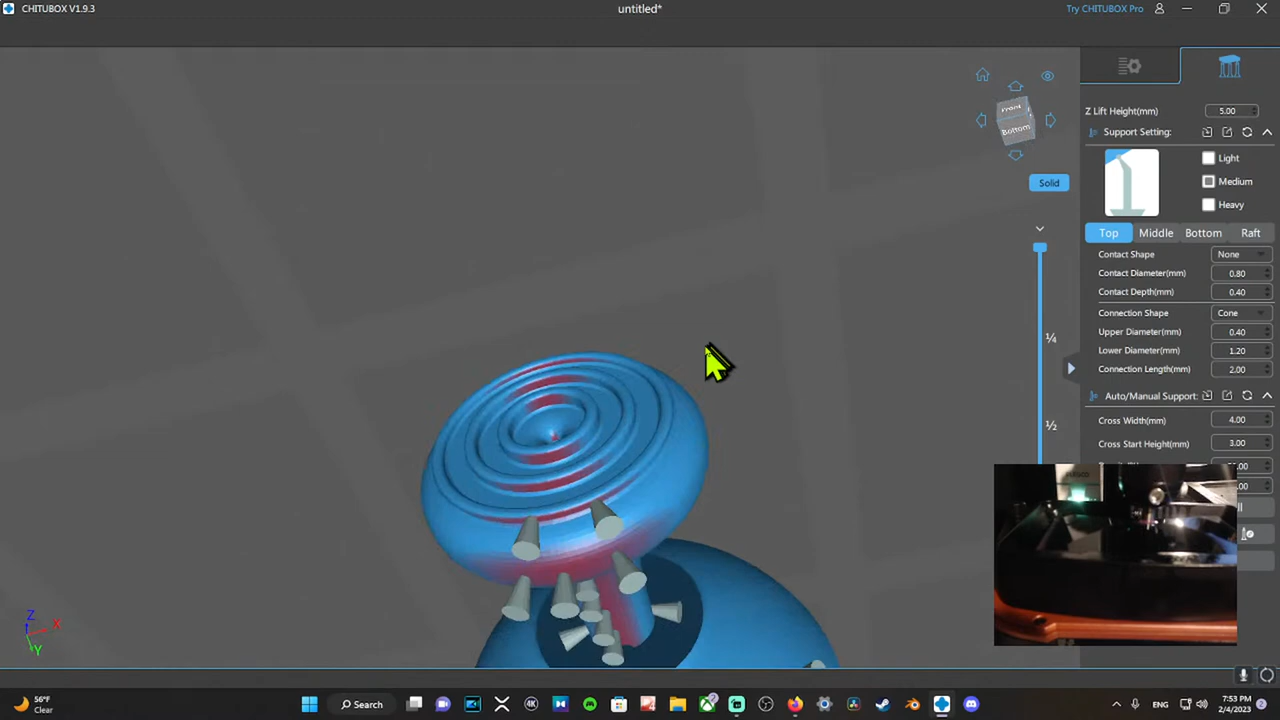 CHITUBOX V1.9.3
untitled*
Try CHITUBOX Pro
Front
Bottom
Solid
Z Lift Height(mm) 5.00
Support Setting:
Light
Medium
Heavy
Top Middle Bottom Raft
Contact Shape None
Contact Diameter(mm) 0.80
Contact Depth(mm) 0.40
Connection Shape Cone
Upper Diameter(mm) 0.40
Lower Diameter(mm) 1.20
Connection Length(mm) 2.00
Auto/Manual Support:
Cross Width(mm) 4.00
Cross Start Height(mm) 3.00
¼
½
Z
X
Y
56°F
Clear
Search
4K
ENG
7:53 PM
2/4/2023